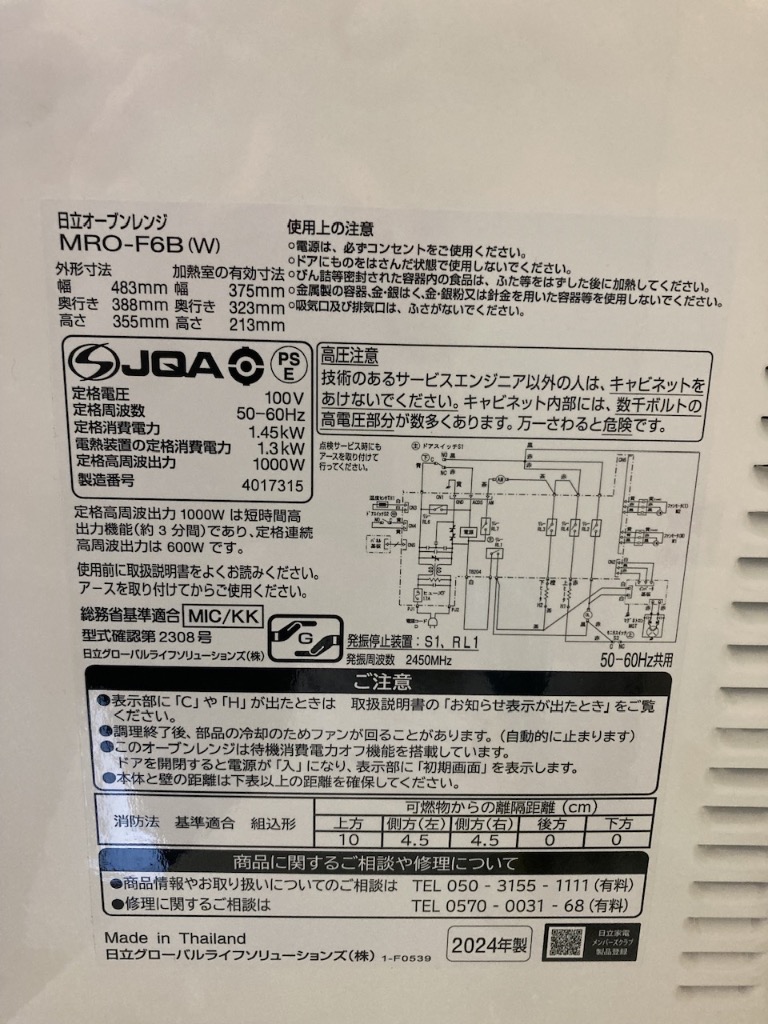 日立オーブンレンジ
MRO-F6B(W)
外形寸法 加熱室の有効寸法
幅 483mm 幅 375mm
奥行き 388mm 奥行き 323mm
高さ 355mm 高さ 213mm
使用上の注意
○電源は、必ずコンセントをご使用ください。
○ドアにものをはさんだ状態で使用しないでください。
○びん詰等密封された容器内の食品は、ふた等をはずした後に加熱してください。
○金属製の容器、金・銀はく、金・銀粉又は針金を用いた容器等を使用しないでください。
○吸気口及び排気口は、ふさがないでください。
JQA PS E
定格電圧 100V
定格周波数 50-60Hz
定格消費電力 1.45kW
電熱装置の定格消費電力 1.3kW
定格高周波出力 1000W
製造番号 4017315
高圧注意
技術のあるサービスエンジニア以外の人は、キャビネットを
あけないでください。キャビネット内部には、数千ボルトの
高電圧部分が数多くあります。万一さわると危険です。
定格高周波出力 1000W は短時間高
出力機能(約3分間)であり、定格連続
高周波出力は 600W です。
使用前に取扱説明書をよくお読みください。
アースを取り付けてからご使用ください。
総務省基準適合 MIC/KK
型式確認第 2308 号
日立グローバルライフソリューションズ(株)
G
点検サービス時にも
アースを取り付けて
行ってください。
ドアスイッチS1
発振停止装置:S1、RL1
発振周波数 2450MHz
50-60Hz共用
ご注意
●表示部に「C」や「H」が出たときは 取扱説明書の「お知らせ表示が出たとき」をご覧
ください。
●調理終了後、部品の冷却のためファンが回ることがあります。(自動的に止まります)
●このオーブンレンジは待機消費電力オフ機能を搭載しています。
ドアを開閉すると電源が「入」になり、表示部に「初期画面」を表示します。
●本体と壁の距離は下表以上の距離を確保してください。
消防法 基準適合 組込形
可燃物からの離隔距離(cm)
上方 側方(左) 側方(右) 後方 下方
10 4.5 4.5 0 0
商品に関するご相談や修理について
●商品情報やお取り扱いについてのご相談は TEL 050 - 3155 - 1111(有料)
●修理に関するご相談は TEL 0570 - 0031 - 68(有料)
Made in Thailand
日立グローバルライフソリューションズ(株) 1-F0539
2024年製
日立家電
メンバーズクラブ
製品登録